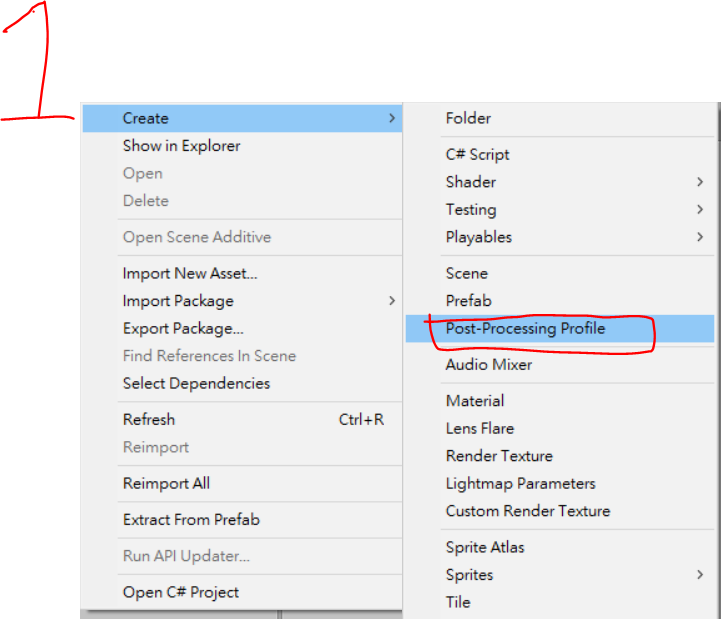 1
Create
Show in Explorer
Open
Delete
Open Scene Additive
Import New Asset...
Import Package
Export Package...
Find References In Scene
Select Dependencies
Refresh Ctrl+R
Reimport
Reimport All
Extract From Prefab
Run API Updater...
Open C# Project
Folder
C# Script
Shader
Testing
Playables
Scene
Prefab
Post-Processing Profile
Audio Mixer
Material
Lens Flare
Render Texture
Lightmap Parameters
Custom Render Texture
Sprite Atlas
Sprites
Tile